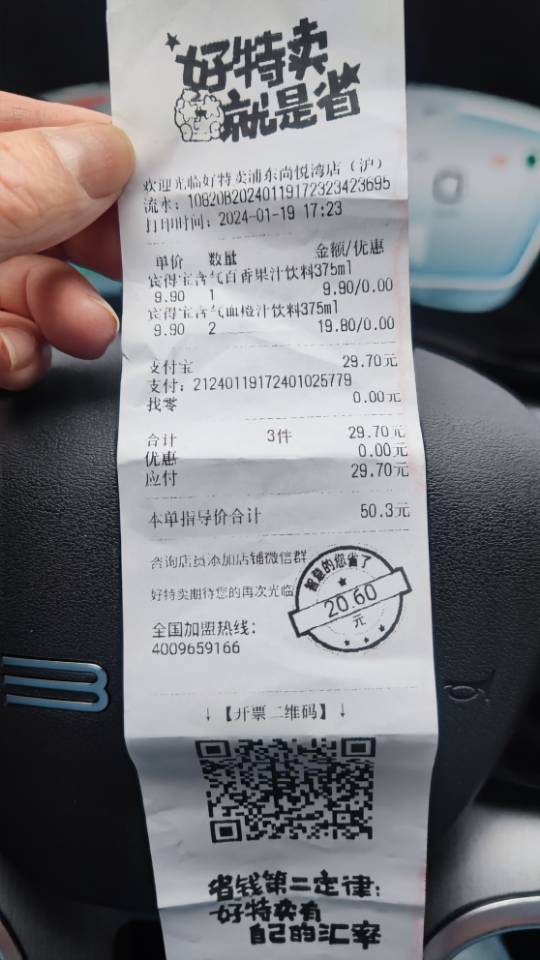 好特卖
就是省
欢迎光临好特卖浦东尚悦湾店（沪）
流水：10820820240119172323423695
打印时间：2024-01-19 17:23
单价 数量 金额/优惠
宾得宝含气百香果汁饮料375ml
9.90 1 9.90/0.00
宾得宝含气血橙汁饮料375ml
9.90 2 19.80/0.00
支付宝 29.70元
支付：21240119172401025779
找零 0.00元
合计 3件 29.70元
优惠 0.00元
应付 29.70元
本单指导价合计 50.3元
咨询店员添加店铺微信群
好特卖期待您的再次光临
智慧的您省了
20.60
元
全国加盟热线：
4009659166
↓【开票二维码】↓
省钱第二定律：
好特卖有
自己的汇率